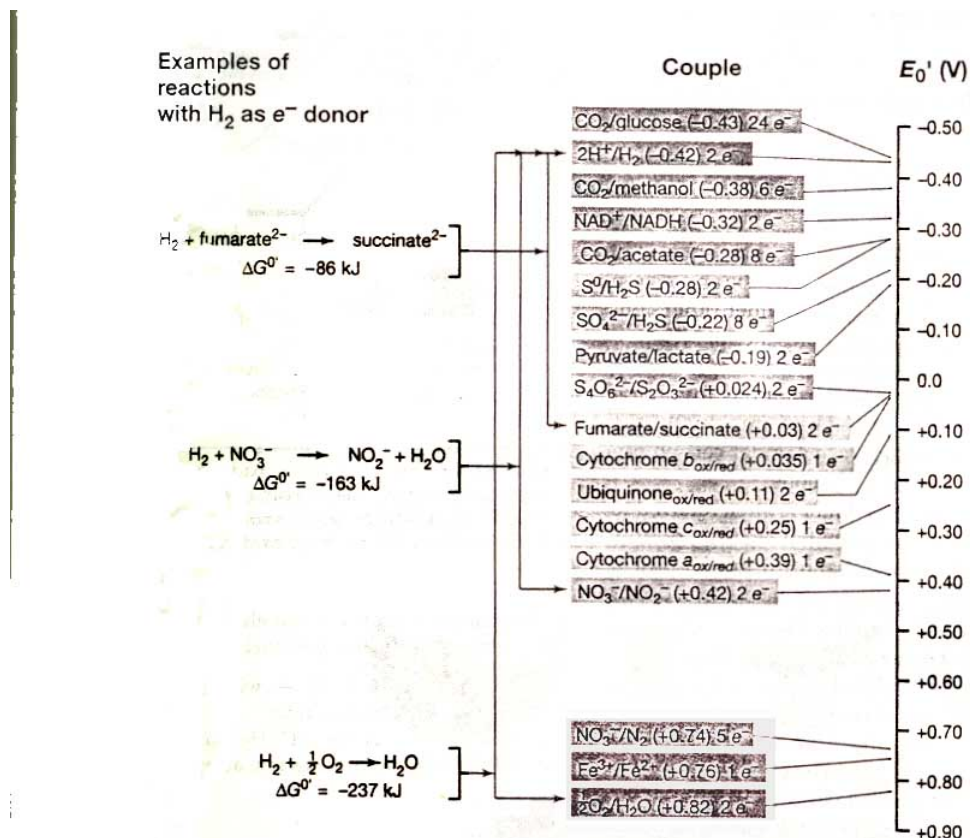 Examples of
reactions
with H₂ as e⁻ donor
Couple
E₀' (V)
CO₂/glucose (−0.43) 24 e⁻
2H⁺/H₂ (−0.42) 2 e⁻
CO₂/methanol (−0.38) 6 e⁻
NAD⁺/NADH (−0.32) 2 e⁻
CO₂/acetate (−0.28) 8 e⁻
S⁰/H₂S (−0.28) 2 e⁻
SO₄²⁻/H₂S (−0.22) 8 e⁻
Pyruvate/lactate (−0.19) 2 e⁻
S₄O₆²⁻/S₂O₃²⁻ (+0.024) 2 e⁻
Fumarate/succinate (+0.03) 2 e⁻
Cytochrome b_ox/red (+0.035) 1 e⁻
Ubiquinone_ox/red (+0.11) 2 e⁻
Cytochrome c_ox/red (+0.25) 1 e⁻
Cytochrome a_ox/red (+0.39) 1 e⁻
NO₃⁻/NO₂⁻ (+0.42) 2 e⁻
NO₃⁻/N₂ (+0.74) 5 e⁻
Fe³⁺/Fe²⁺ (+0.76) 1 e⁻
½O₂/H₂O (+0.82) 2 e⁻
H₂ + fumarate²⁻ → succinate²⁻
ΔG⁰' = −86 kJ
H₂ + NO₃⁻ → NO₂⁻ + H₂O
ΔG⁰' = −163 kJ
H₂ + ½ O₂ → H₂O
ΔG⁰' = −237 kJ
−0.50
−0.40
−0.30
−0.20
−0.10
0.0
+0.10
+0.20
+0.30
+0.40
+0.50
+0.60
+0.70
+0.80
+0.90